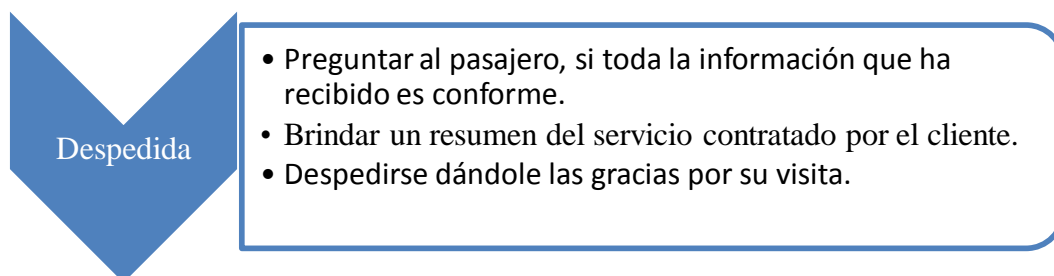 Despedida
• Preguntar al pasajero, si toda la información que ha
recibido es conforme.
• Brindar un resumen del servicio contratado por el cliente.
• Despedirse dándole las gracias por su visita.